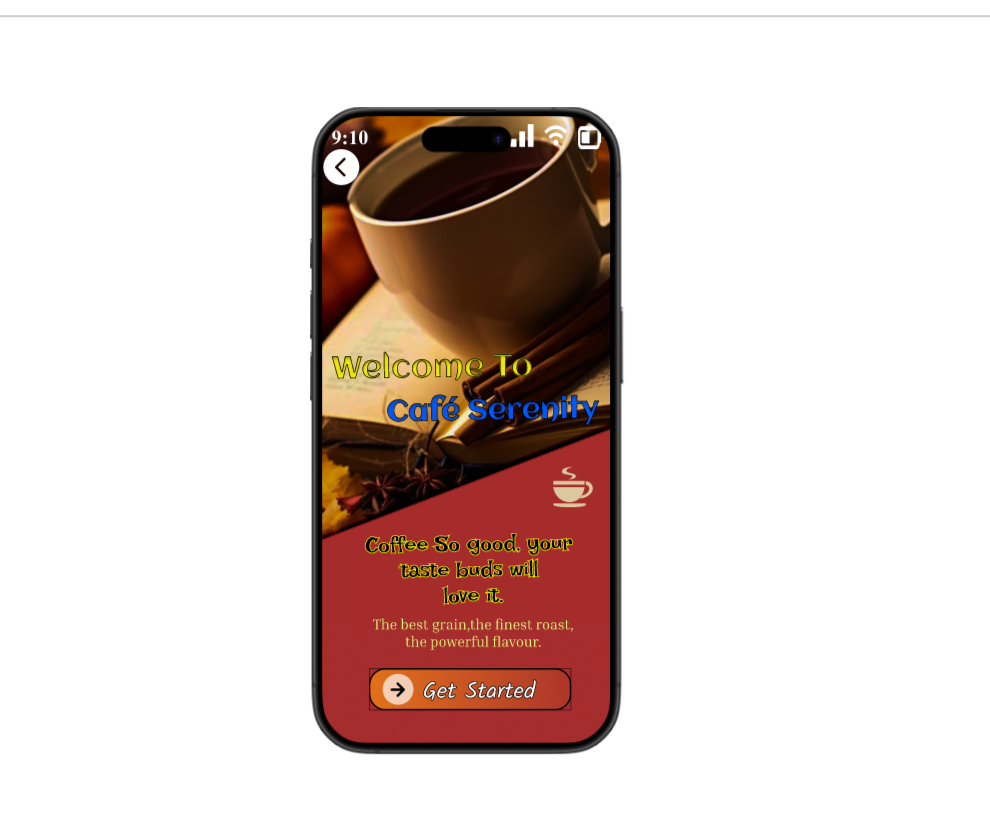 9:10
Welcome To
Café Serenity
Coffee So good, your
taste buds will
love it.
The best grain,the finest roast,
the powerful flavour.
Get Started